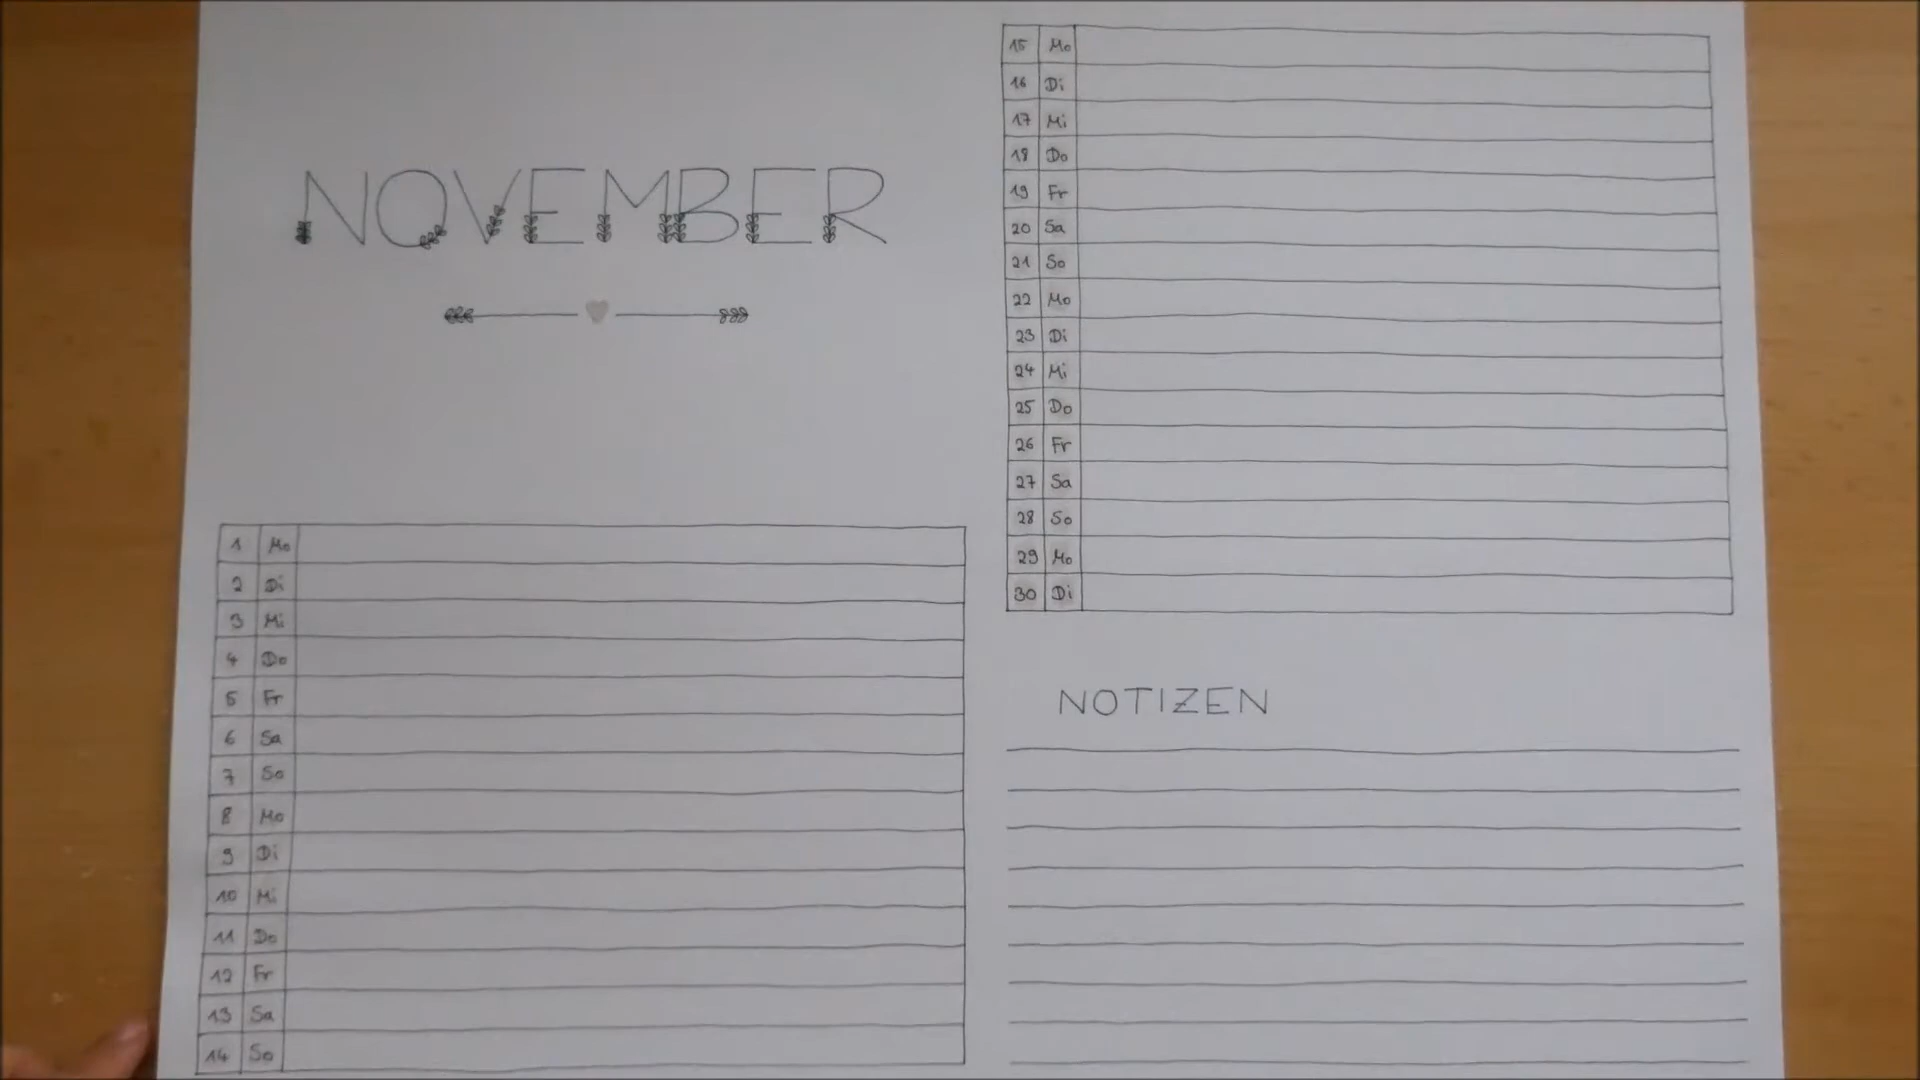 NOVEMBER
1 Mo
2 Di
3 Mi
4 Do
5 Fr
6 Sa
7 So
8 Mo
9 Di
10 Mi
11 Do
12 Fr
13 Sa
14 So
15 Mo
16 Di
17 Mi
18 Do
19 Fr
20 Sa
21 So
22 Mo
23 Di
24 Mi
25 Do
26 Fr
27 Sa
28 So
29 Mo
30 Di
NOTIZEN